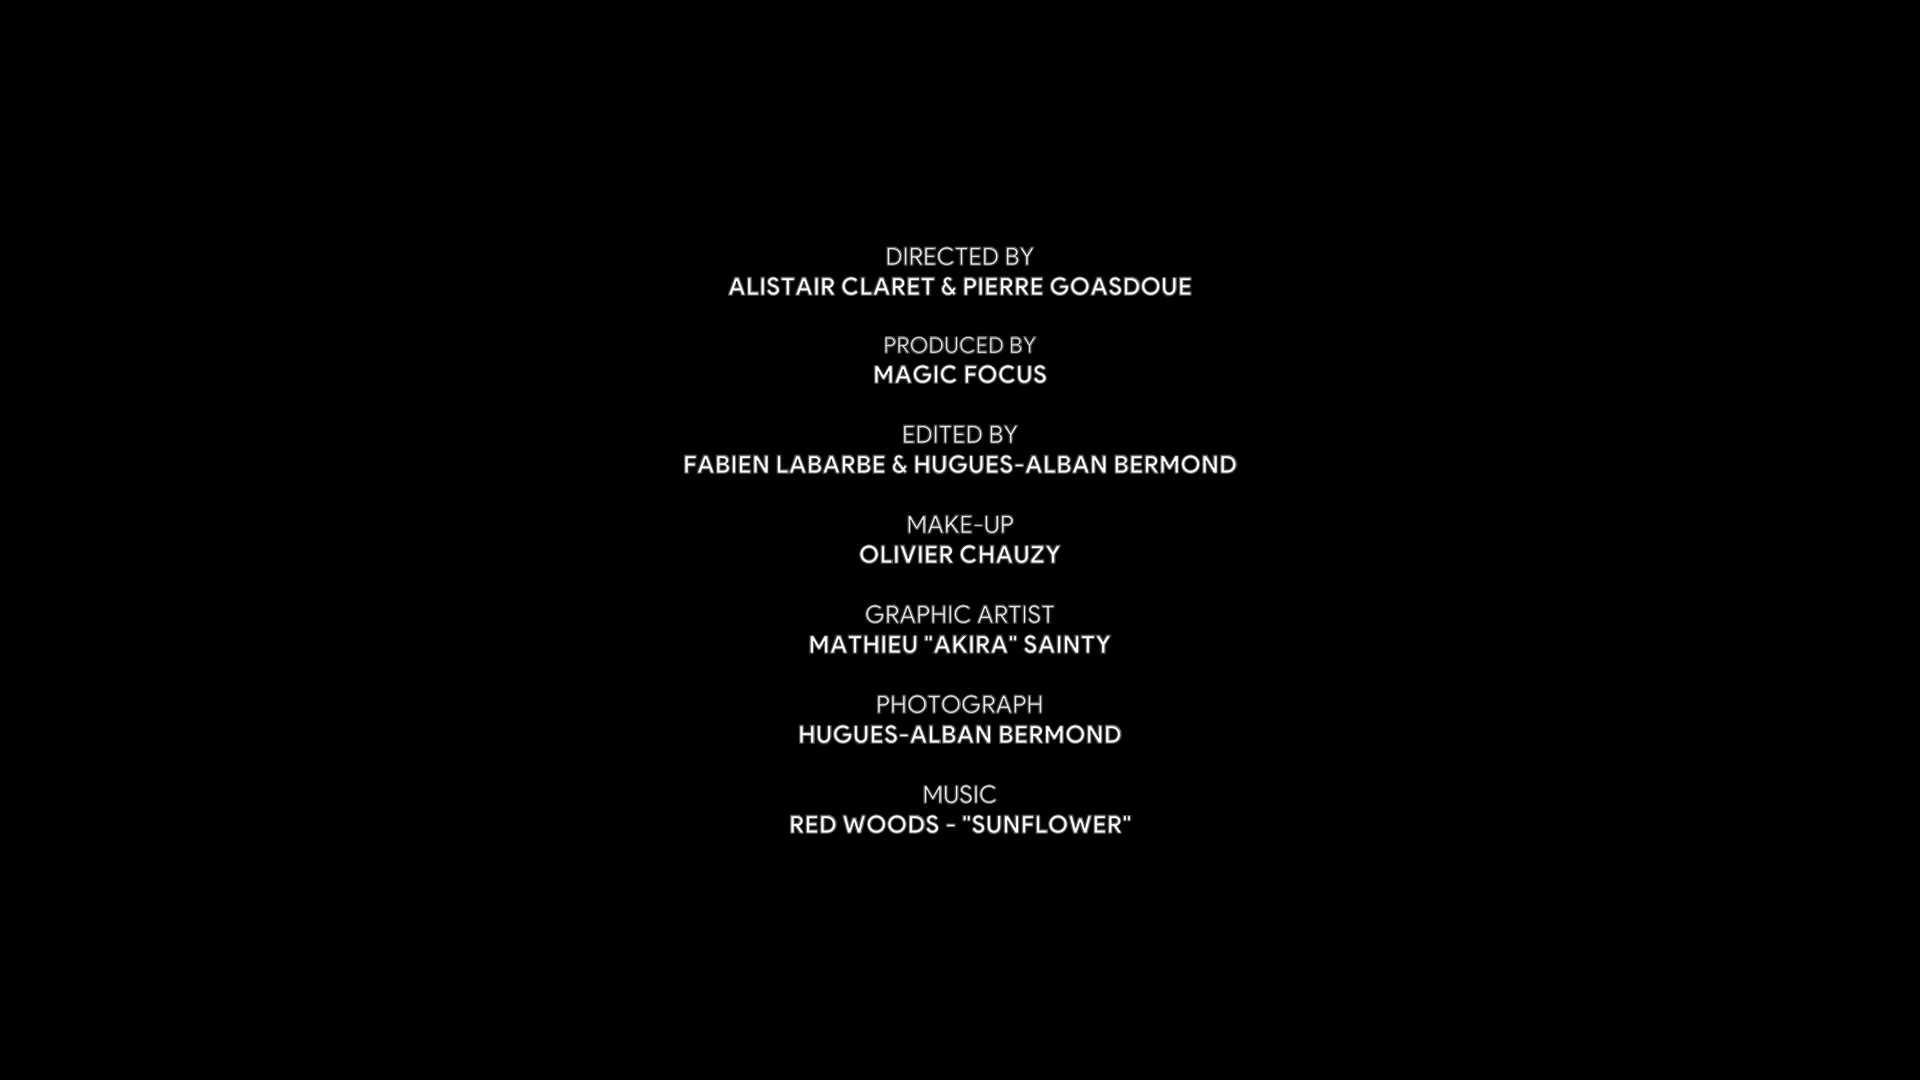 DIRECTED BY
ALISTAIR CLARET & PIERRE GOASDOUE
PRODUCED BY
MAGIC FOCUS
EDITED BY
FABIEN LABARBE & HUGUES-ALBAN BERMOND
MAKE-UP
OLIVIER CHAUZY
GRAPHIC ARTIST
MATHIEU "AKIRA" SAINTY
PHOTOGRAPH
HUGUES-ALBAN BERMOND
MUSIC
RED WOODS - "SUNFLOWER"